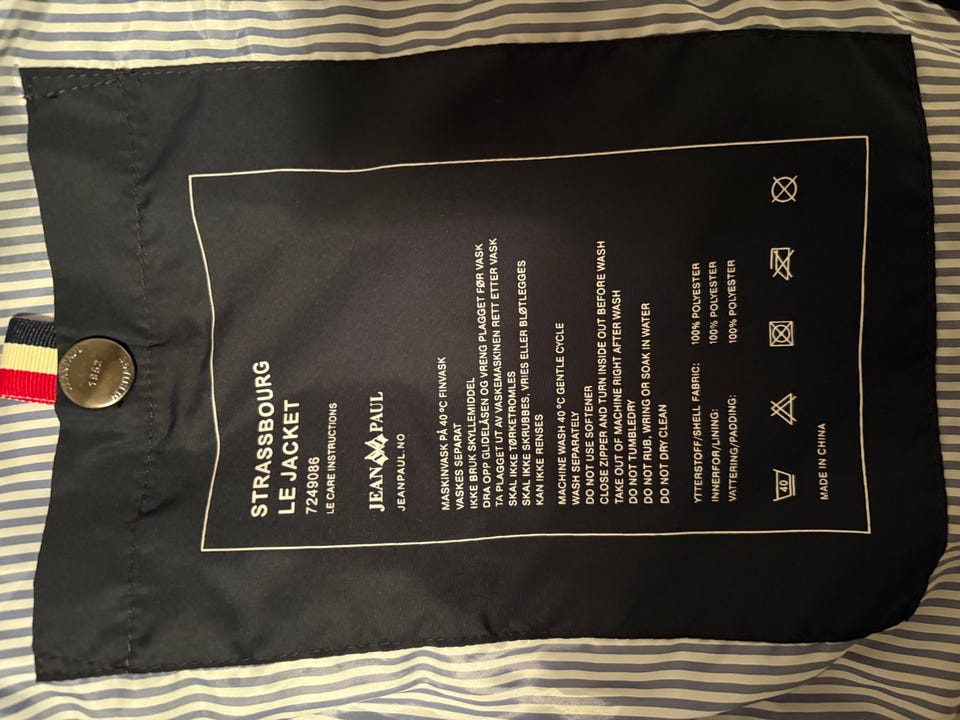 STRASSBOURG
LE JACKET
7249086
LE CARE INSTRUCTIONS
JEAN PAUL
JEANPAUL.NO
MASKINVASK PÅ 40 ºC FINVASK
VASKES SEPARAT
IKKE BRUK SKYLLEMIDDEL
DRA OPP GLIDELÅSEN OG VRENG PLAGGET FØR VASK
TA PLAGGET UT AV VASKEMASKINEN RETT ETTER VASK
SKAL IKKE TØRKETROMLES
SKAL IKKE SKRUBBES, VRIES ELLER BLØTLEGGES
KAN IKKE RENSES
MACHINE WASH 40 ºC GENTLE CYCLE
WASH SEPARATELY
DO NOT USE SOFTENER
CLOSE ZIPPER AND TURN INSIDE OUT BEFORE WASH
TAKE OUT OF MACHINE RIGHT AFTER WASH
DO NOT TUMBLEDRY
DO NOT RUB, WRING OR SOAK IN WATER
DO NOT DRY CLEAN
YTTERSTOFF/SHELL FABRIC: 100% POLYESTER
INNERFOR/LINING: 100% POLYESTER
VATTERING/PADDING: 100% POLYESTER
40
MADE IN CHINA
1852